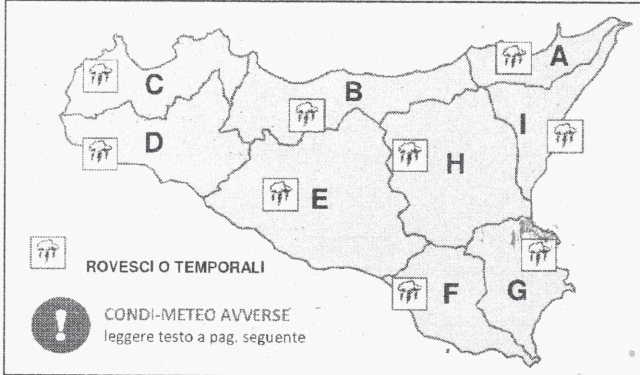 A
C
B
I
D
H
E
ROVESCI O TEMPORALI
F
G
!
CONDI-METEO AVVERSE
leggere testo a pag. seguente